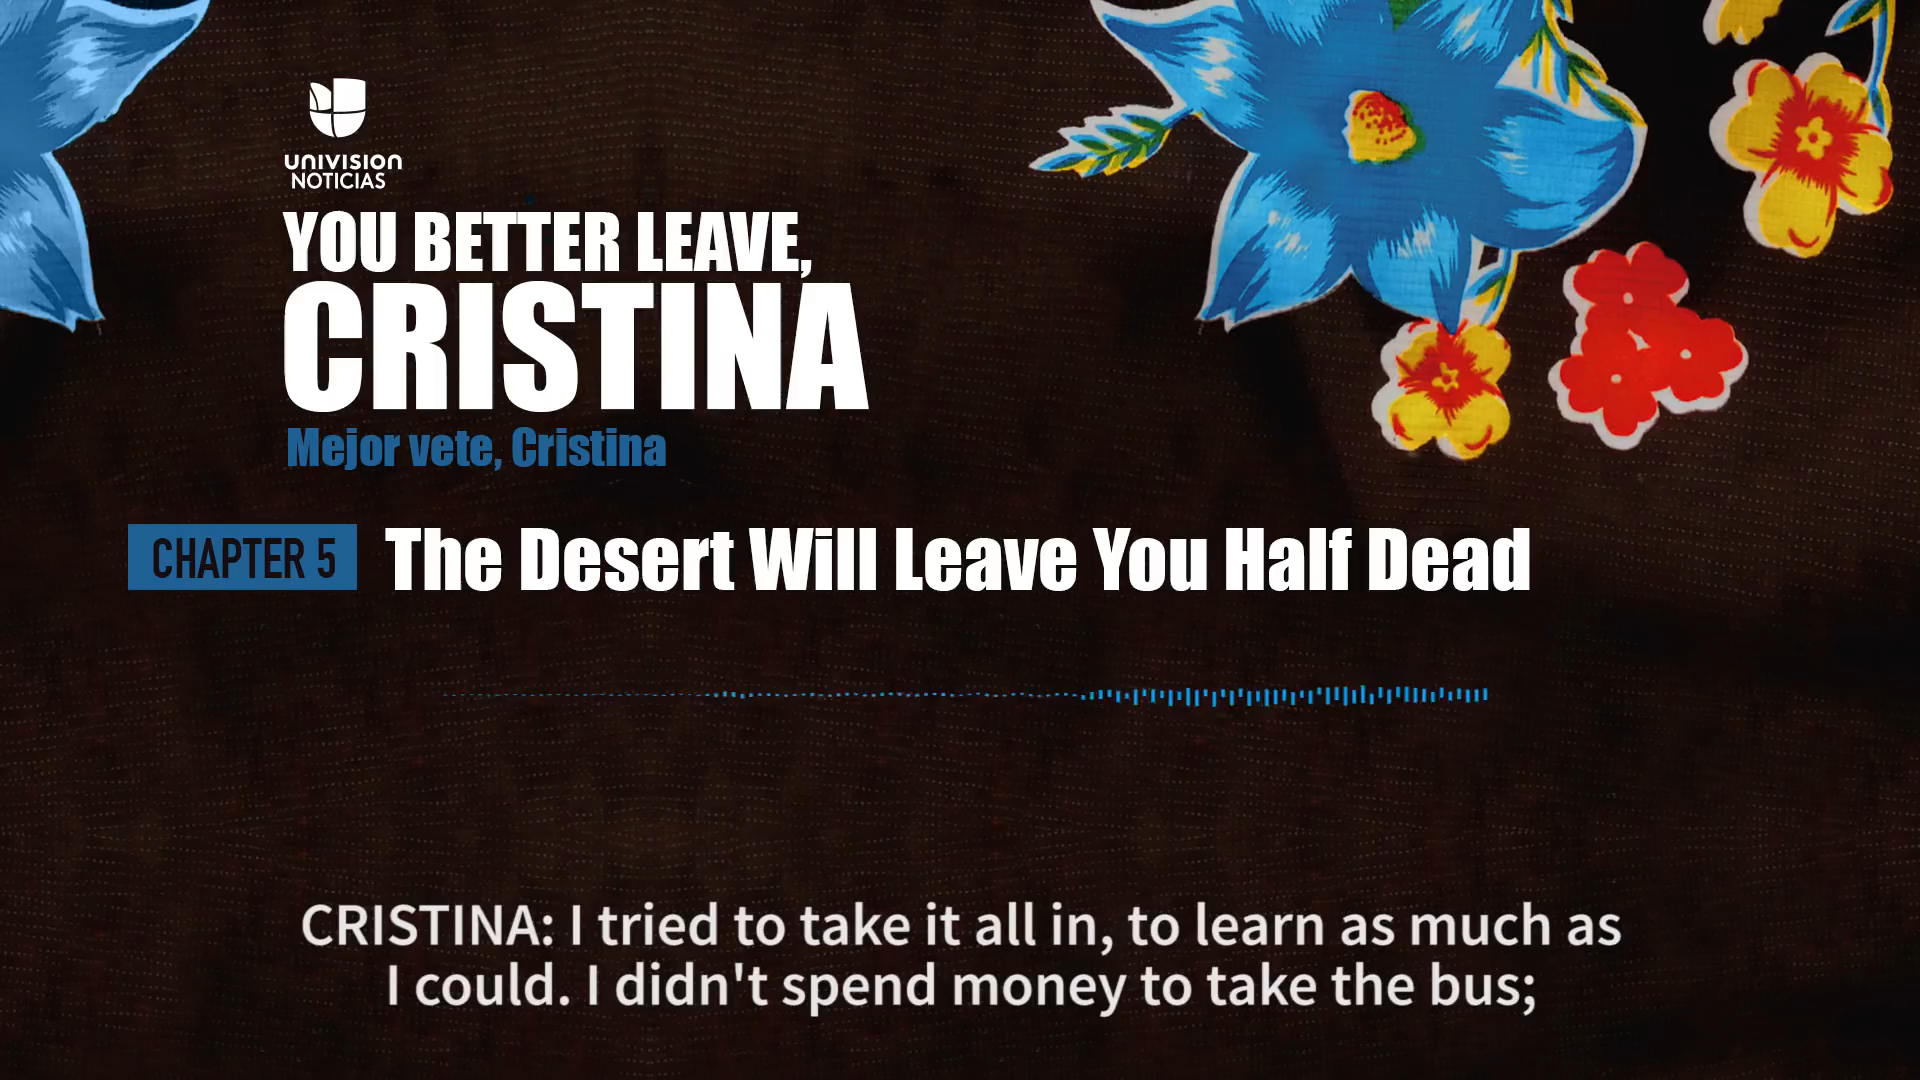 UNIVISION
NOTICIAS
YOU BETTER LEAVE,
CRISTINA
Mejor vete, Cristina
CHAPTER 5 The Desert Will Leave You Half Dead
CRISTINA: I tried to take it all in, to learn as much as
I could. I didn't spend money to take the bus;